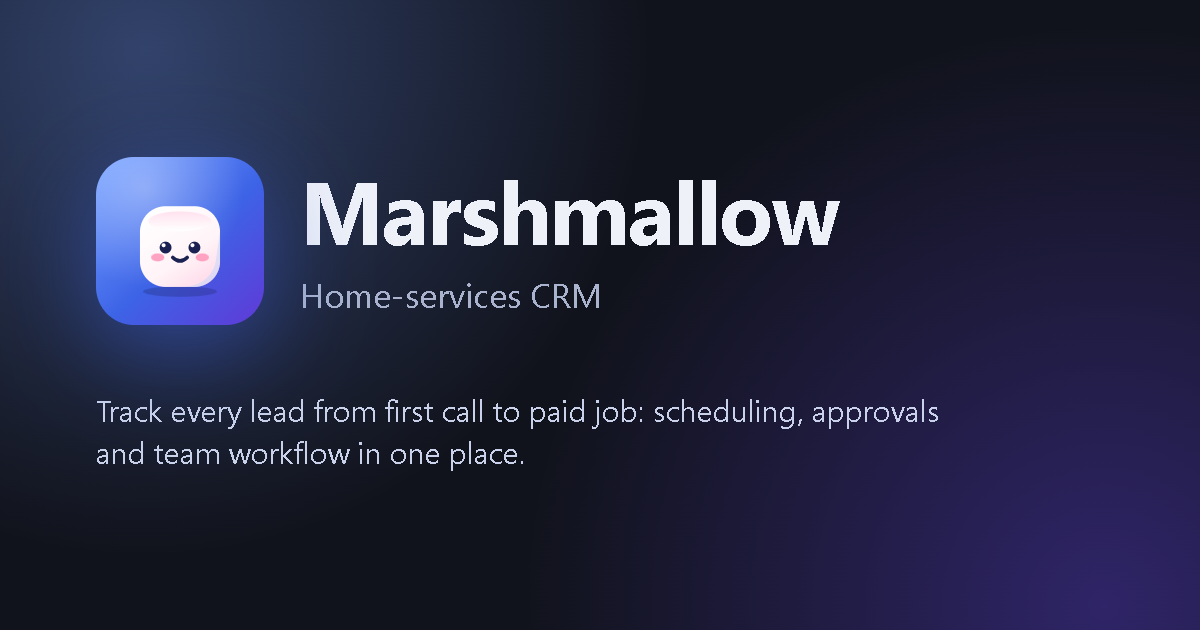 Marshmallow
Home-services CRM
Track every lead from first call to paid job: scheduling, approvals
and team workflow in one place.